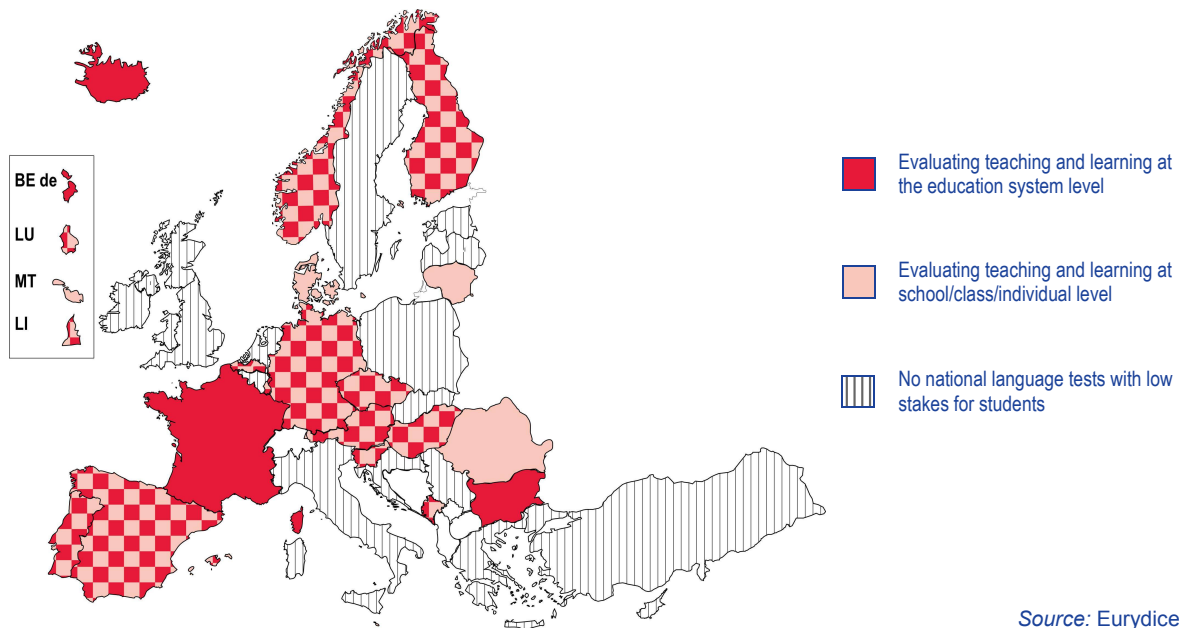 BE de
LU
MT
LI
Evaluating teaching and learning at
the education system level
Evaluating teaching and learning at
school/class/individual level
No national language tests with low
stakes for students
Source: Eurydice